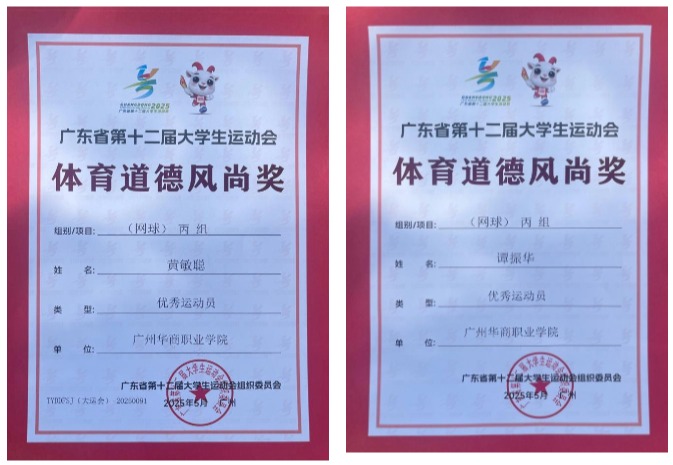 2025
广东省第十二届大学生运动会
体育道德风尚奖
组别/项目: （网球） 丙 组
姓 名: 黄敏聪
类 型: 优秀运动员
单 位: 广州华商职业学院
广东省第十二届大学生运动会组织委员会
2025年5月 广州
2025
广东省第十二届大学生运动会
体育道德风尚奖
组别/项目: （网球） 丙 组
姓 名: 谭振华
类 型: 优秀运动员
单 位: 广州华商职业学院
广东省第十二届大学生运动会组织委员会
2025年5月 广州